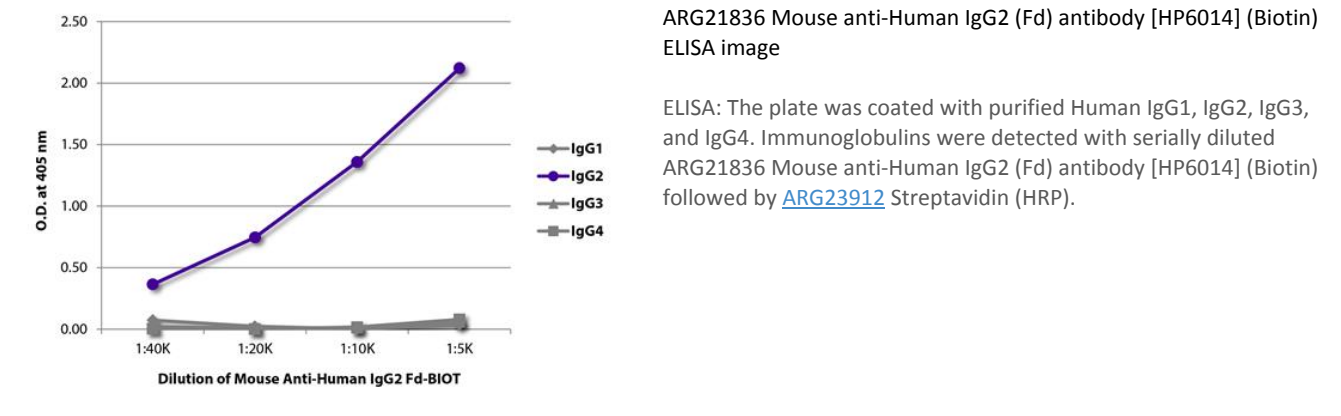 2.50
2.00
1.50
1.00
0.50
0.00
O.D. at 405 nm
1:40K
1:20K
1:10K
1:5K
Dilution of Mouse Anti-Human IgG2 Fd-BIOT
IgG1
IgG2
IgG3
IgG4
ARG21836 Mouse anti-Human IgG2 (Fd) antibody [HP6014] (Biotin)
ELISA image
ELISA: The plate was coated with purified Human IgG1, IgG2, IgG3,
and IgG4. Immunoglobulins were detected with serially diluted
ARG21836 Mouse anti-Human IgG2 (Fd) antibody [HP6014] (Biotin)
followed by ARG23912 Streptavidin (HRP).